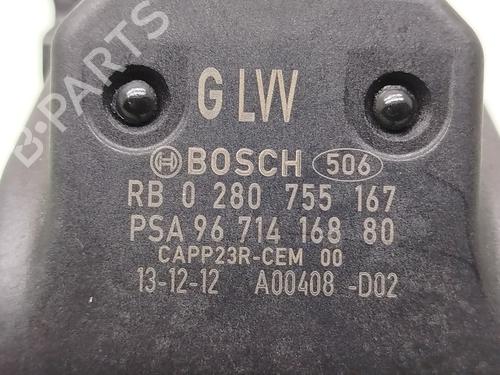 G LW
BOSCH 506
RB 0 280 755 167
PSA 96 714 168 80
CAPP23R-CEM 00
13-12-12 A00408 -D02
B-PARTS